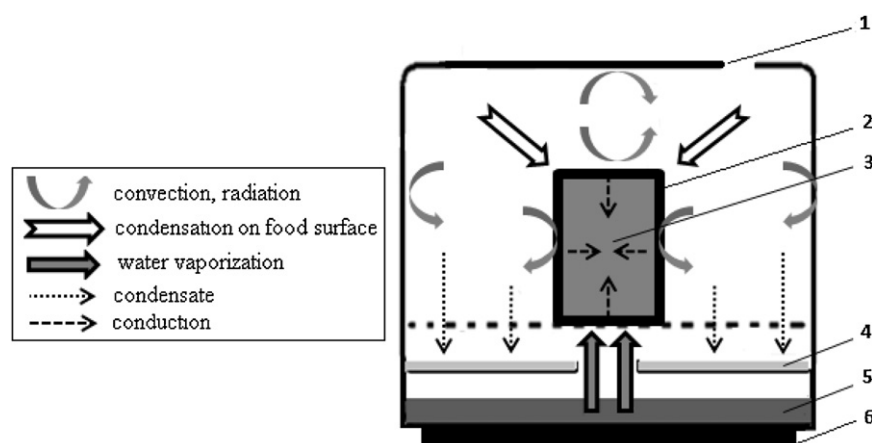 convection, radiation
condensation on food surface
water vaporization
condensate
conduction
1
2
3
4
5
6